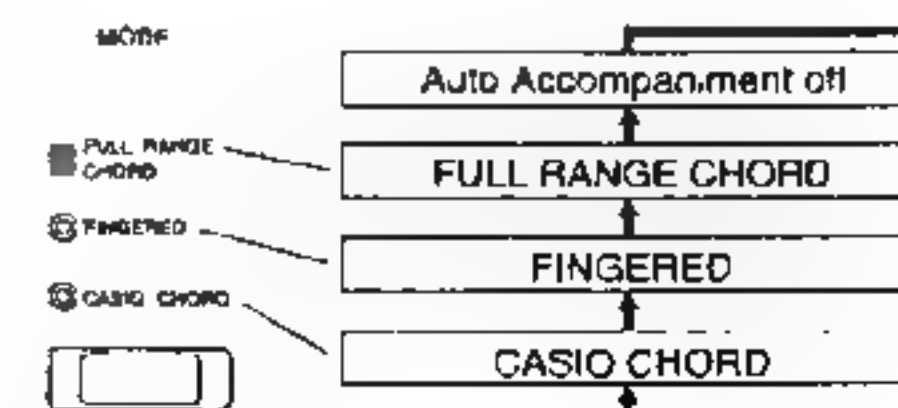 MODE
Auto Accompaniment off
FULL RANGE
CHORD
FULL RANGE CHORD
FINGERED
FINGERED
CASIO CHORD
CASIO CHORD